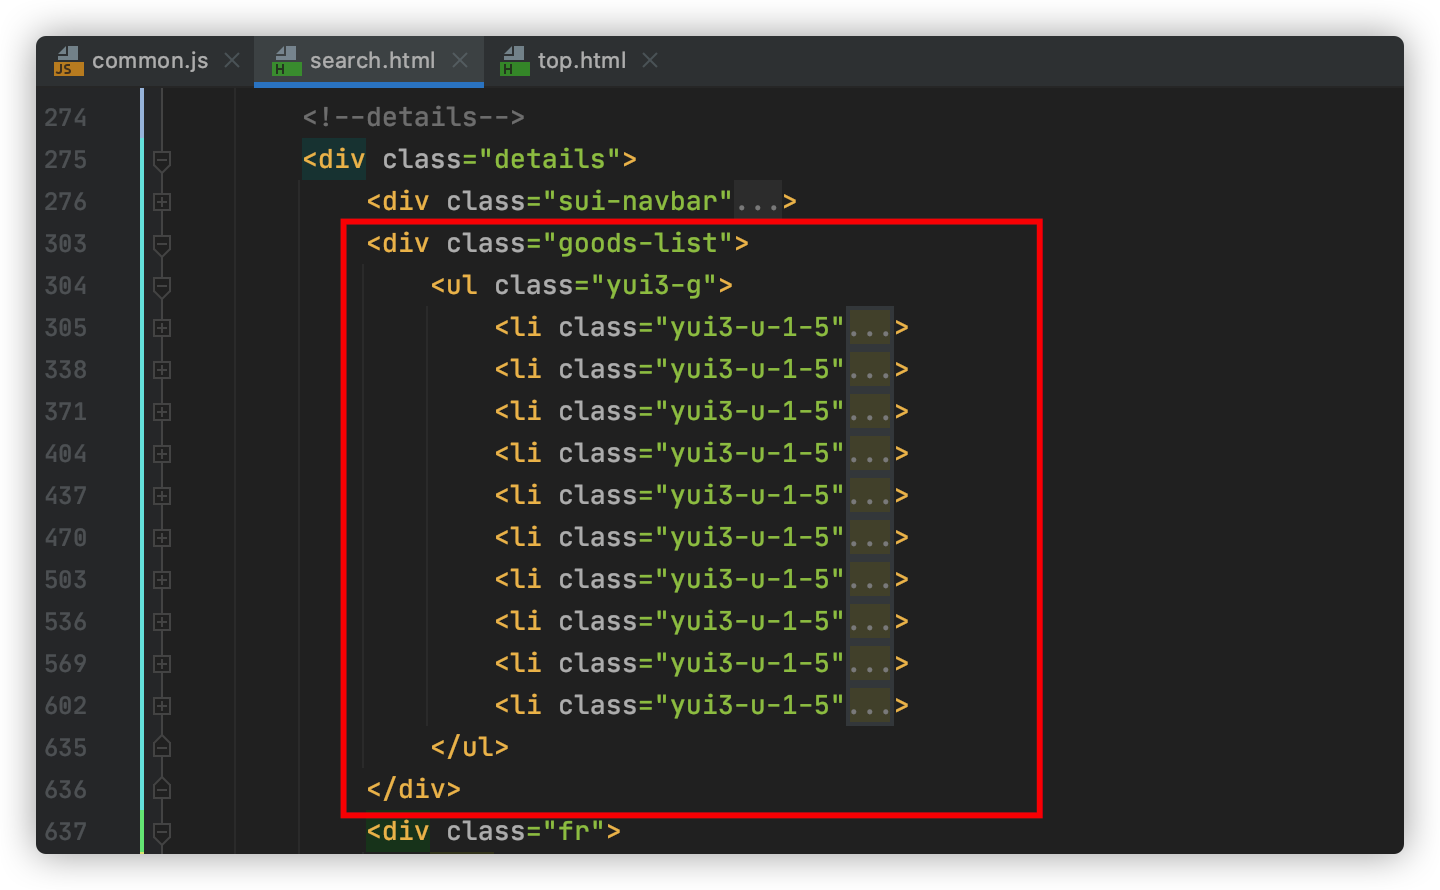 common.js search.html top.html
274 <!--details-->
275 <div class="details">
276 <div class="sui-navbar"...>
303 <div class="goods-list">
304 <ul class="yui3-g">
305 <li class="yui3-u-1-5"...>
338 <li class="yui3-u-1-5"...>
371 <li class="yui3-u-1-5"...>
404 <li class="yui3-u-1-5"...>
437 <li class="yui3-u-1-5"...>
470 <li class="yui3-u-1-5"...>
503 <li class="yui3-u-1-5"...>
536 <li class="yui3-u-1-5"...>
569 <li class="yui3-u-1-5"...>
602 <li class="yui3-u-1-5"...>
635 </ul>
636 </div>
637 <div class="fr">